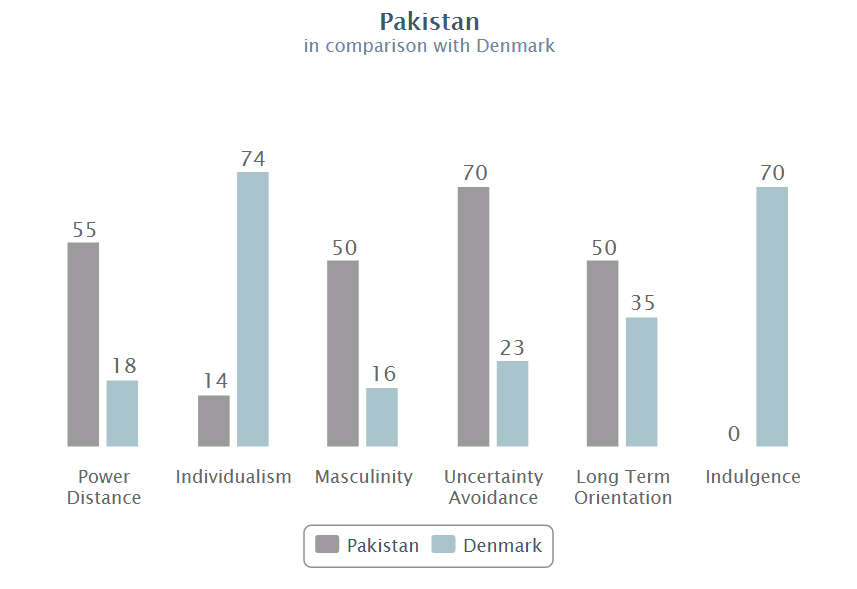 Pakistan
in comparison with Denmark
55
18
14
74
50
16
70
23
50
35
0
70
Power
Distance
Individualism
Masculinity
Uncertainty
Avoidance
Long Term
Orientation
Indulgence
Pakistan
Denmark